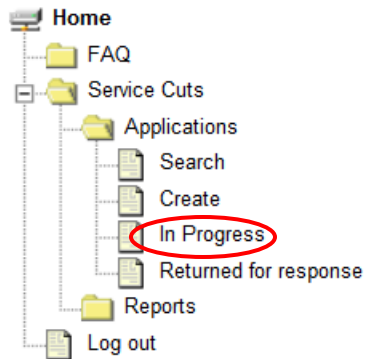 Home
FAQ
Service Cuts
Applications
Search
Create
In Progress
Returned for response
Reports
Log out